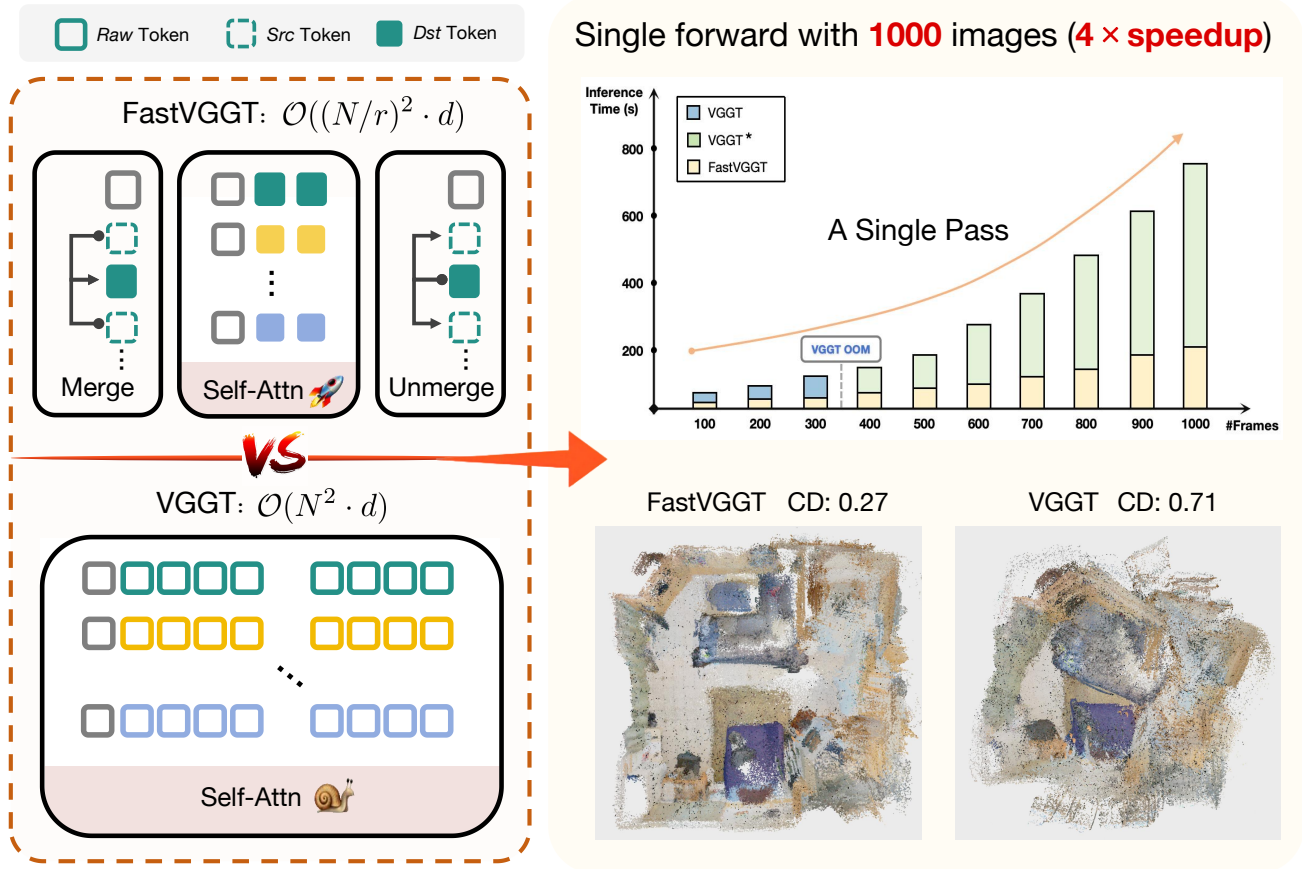 Raw Token Src Token Dst Token
FastVGGT: O((N/r)² · d)
Merge
Self-Attn
Unmerge
VS
VGGT: O(N² · d)
Self-Attn
Single forward with 1000 images (4 × speedup)
Inference
Time (s)
800
600
400
200
VGGT
VGGT*
FastVGGT
A Single Pass
VGGT OOM
100 200 300 400 500 600 700 800 900 1000 #Frames
FastVGGT CD: 0.27
VGGT CD: 0.71